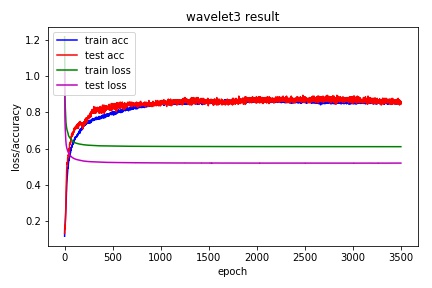 wavelet3 result
train acc
test acc
train loss
test loss
1.2
1.0
0.8
0.6
0.4
0.2
loss/accuracy
0 500 1000 1500 2000 2500 3000 3500
epoch